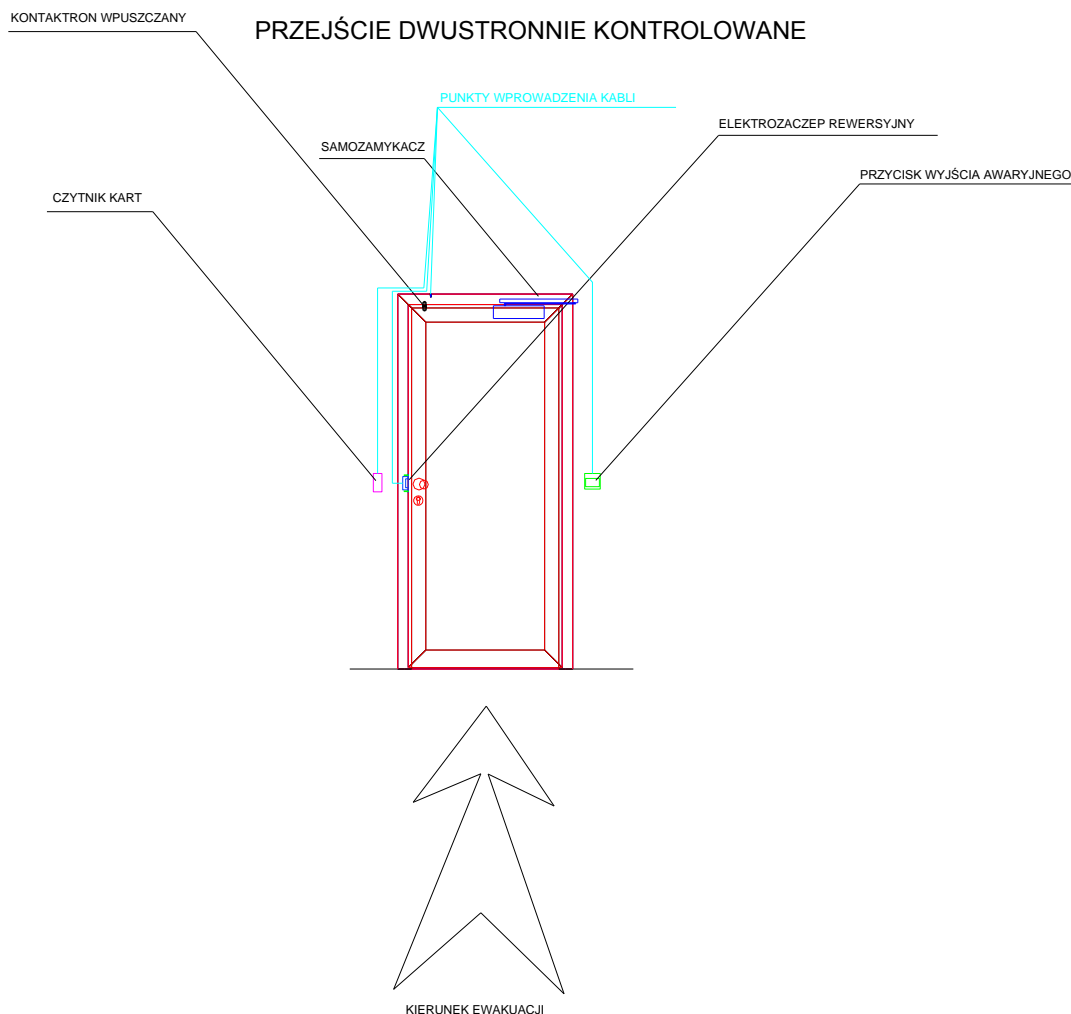 KONTAKTRON WPUSZCZANY
PRZEJŚCIE DWUSTRONNIE KONTROLOWANE
PUNKTY WPROWADZENIA KABLI
ELEKTROZACZEP REWERSYJNY
SAMOZAMYKACZ
PRZYCISK WYJŚCIA AWARYJNEGO
CZYTNIK KART
KIERUNEK EWAKUACJI